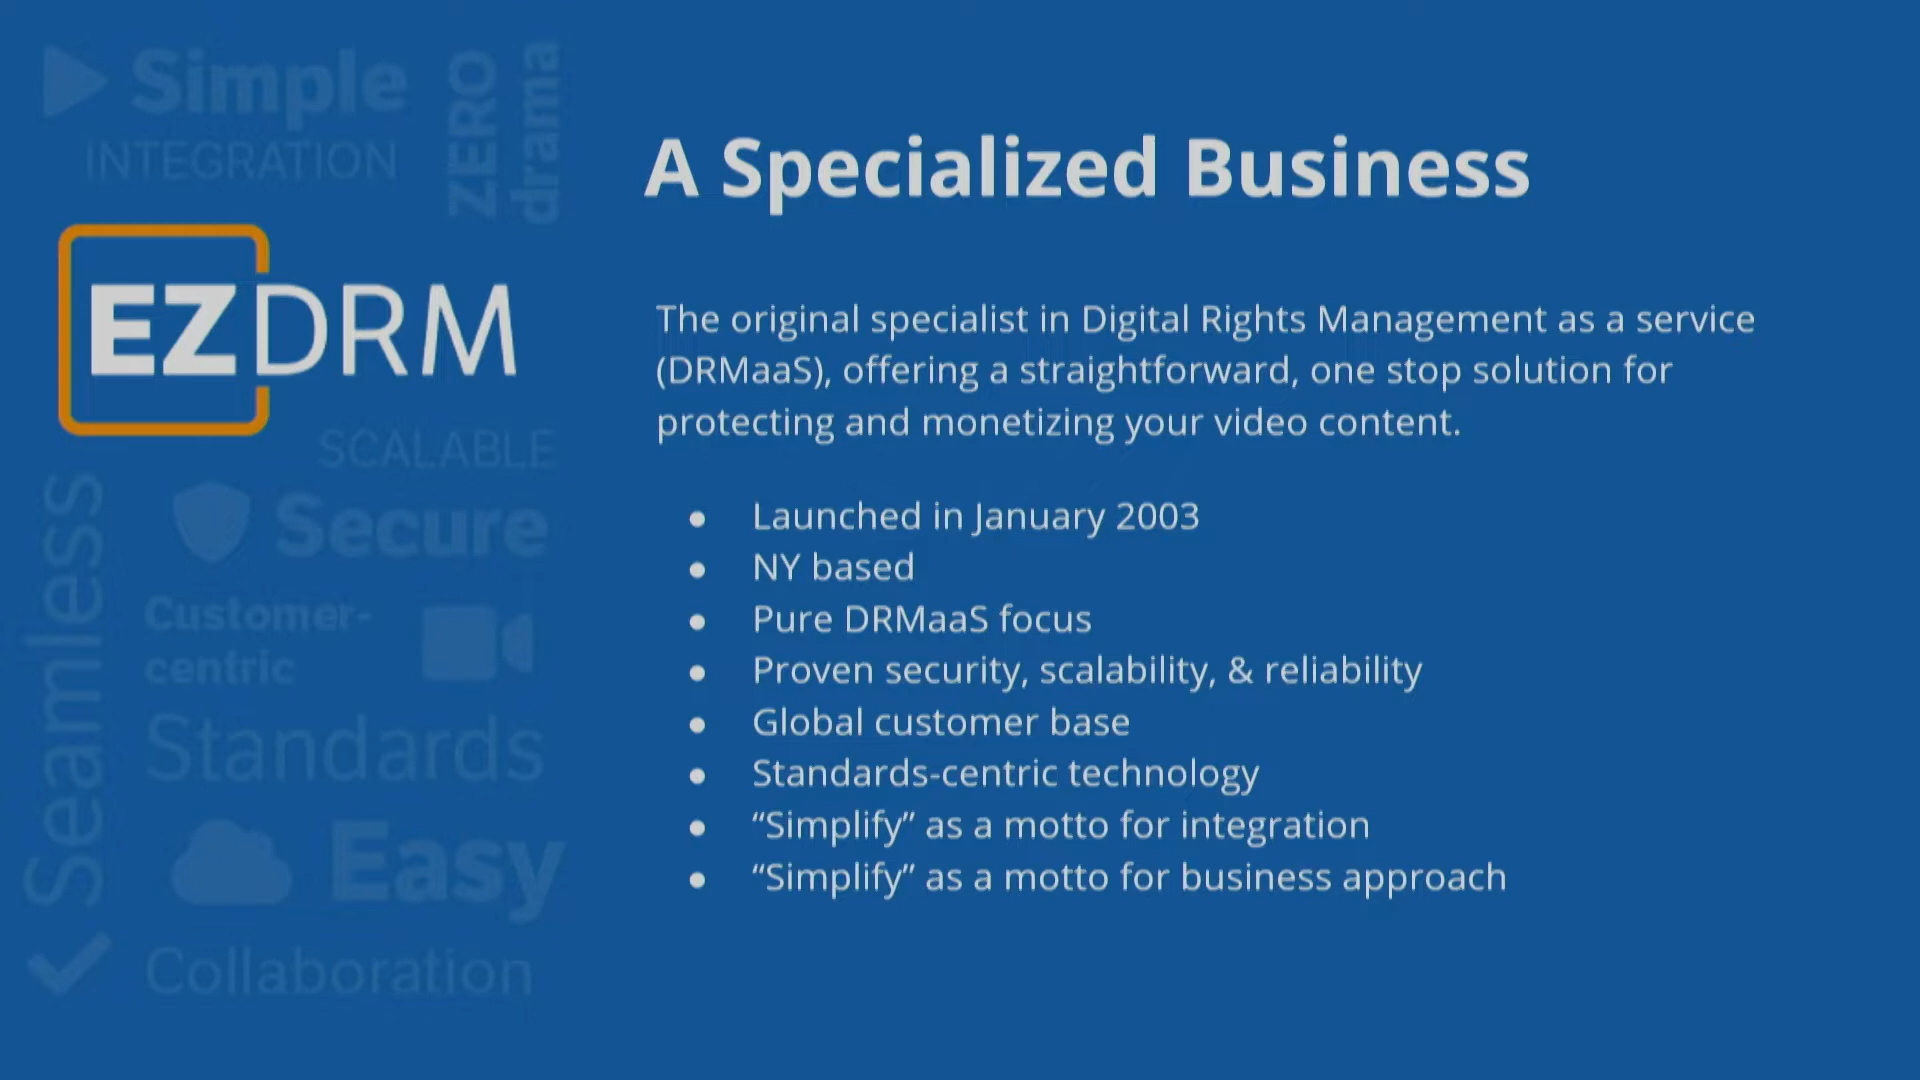 Simple
INTEGRATION
ZERO
drama
EZDRM
SCALABLE
Seamless
Secure
Customer-
centric
Standards
Easy
Collaboration
A Specialized Business
The original specialist in Digital Rights Management as a service
(DRMaaS), offering a straightforward, one stop solution for
protecting and monetizing your video content.
● Launched in January 2003
● NY based
● Pure DRMaaS focus
● Proven security, scalability, & reliability
● Global customer base
● Standards-centric technology
● “Simplify” as a motto for integration
● “Simplify” as a motto for business approach